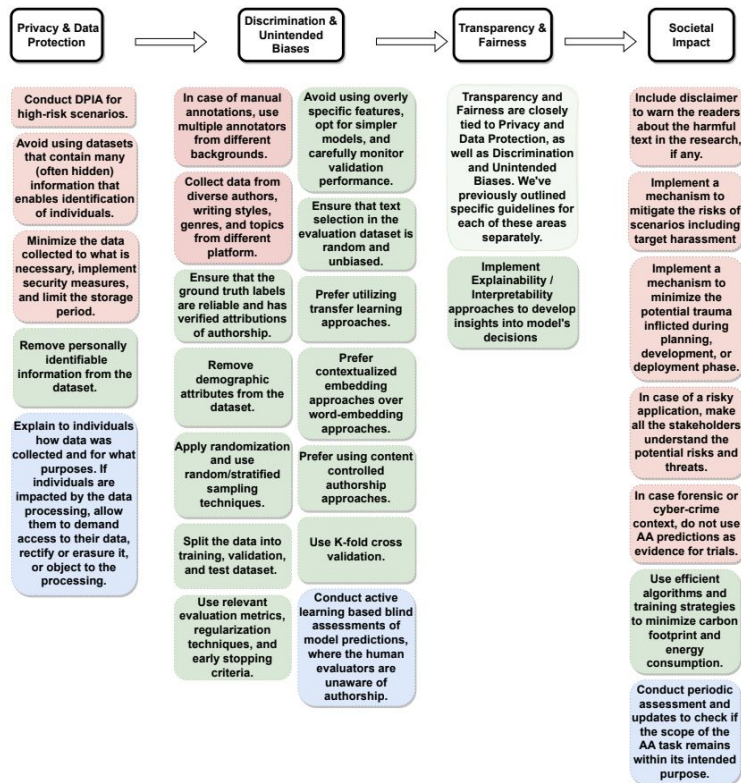 Privacy & Data
Protection
Discrimination &
Unintended
Biases
Transparency &
Fairness
Societal
Impact
Conduct DPIA for
high-risk scenarios.
Avoid using datasets
that contain many
(often hidden)
information that
enables identification
of individuals.
Minimize the data
collected to what is
necessary, implement
security measures,
and limit the storage
period.
Remove personally
identifiable
information from the
dataset.
Explain to individuals
how data was
collected and for what
purposes. If
individuals are
impacted by the data
processing, allow
them to demand
access to their data,
rectify or erasure it,
or object to the
processing.
In case of manual
annotations, use
multiple annotators
from different
backgrounds.
Collect data from
diverse authors,
writing styles,
genres, and topics
from different
platform.
Ensure that the
ground truth labels
are reliable and has
verified attributions
of authorship.
Remove
demographic
attributes from the
dataset.
Apply randomization
and use
random/stratified
sampling
techniques.
Split the data into
training, validation,
and test dataset.
Use relevant
evaluation metrics,
regularization
techniques, and
early stopping
criteria.
Avoid using overly
specific features,
opt for simpler
models, and
carefully monitor
validation
performance.
Ensure that text
selection in the
evaluation dataset is
random and
unbiased.
Prefer utilizing
transfer learning
approaches.
Prefer
contextualized
embedding
approaches over
word-embedding
approaches.
Prefer using content
controlled
authorship
approaches.
Use K-fold cross
validation.
Conduct active
learning based blind
assessments of
model predictions,
where the human
evaluators are
unaware of
authorship.
Transparency and
Fairness are closely
tied to Privacy and
Data Protection, as
well as Discrimination
and Unintended
Biases. We've
previously outlined
specific guidelines for
each of these areas
separately.
Implement
Explainability /
Interpretability
approaches to develop
insights into model's
decisions
Include disclaimer
to warn the readers
about the harmful
text in the research,
if any.
Implement a
mechanism to
mitigate the risks of
scenarios including
target harassment
Implement a
mechanism to
minimize the
potential trauma
inflicted during
planning,
development, or
deployment phase.
In case of a risky
application, make
all the stakeholders
understand the
potential risks and
threats.
In case forensic or
cyber-crime
context, do not use
AA predictions as
evidence for trials.
Use efficient
algorithms and
training strategies
to minimize carbon
footprint and
energy
consumption.
Conduct periodic
assessment and
updates to check if
the scope of the
AA task remains
within its intended
purpose.